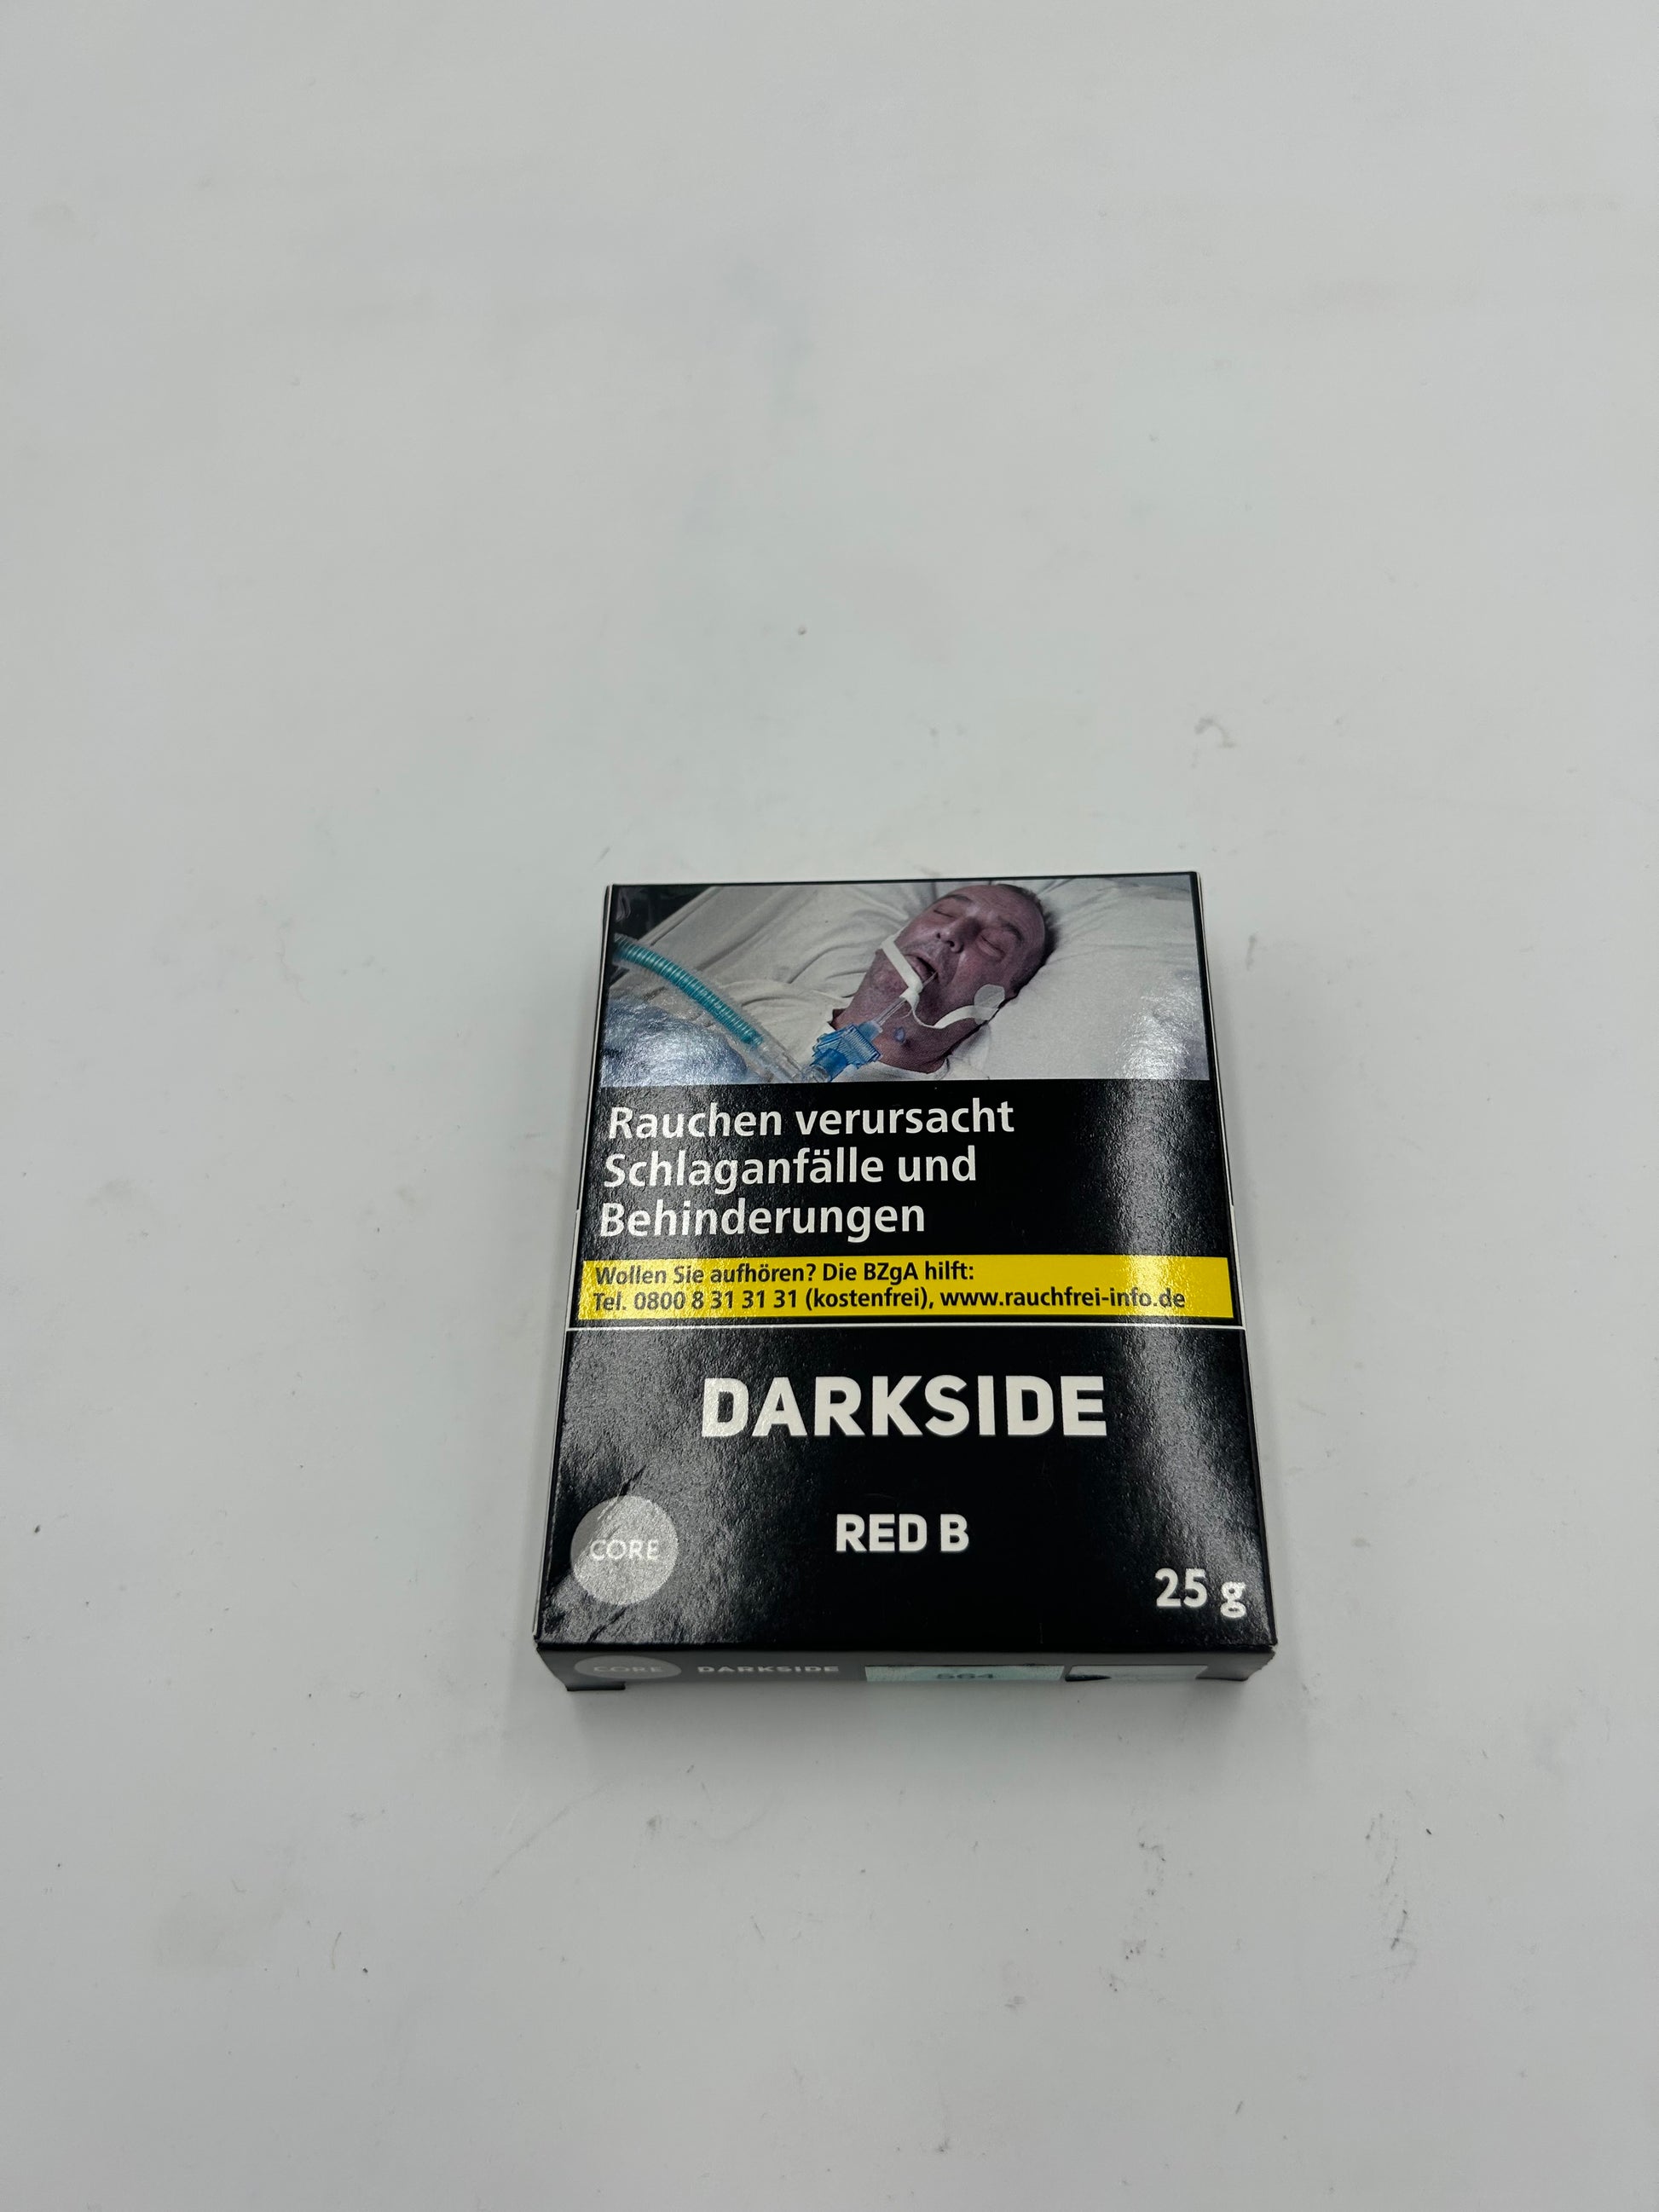 Rauchen verursacht
Schlaganfälle und
Behinderungen
Wollen Sie aufhören? Die BZgA hilft:
Tel. 0800 8 31 31 31 (kostenfrei), www.rauchfrei-info.de
DARKSIDE
RED B
CORE
25 g
CORE DARKSIDE